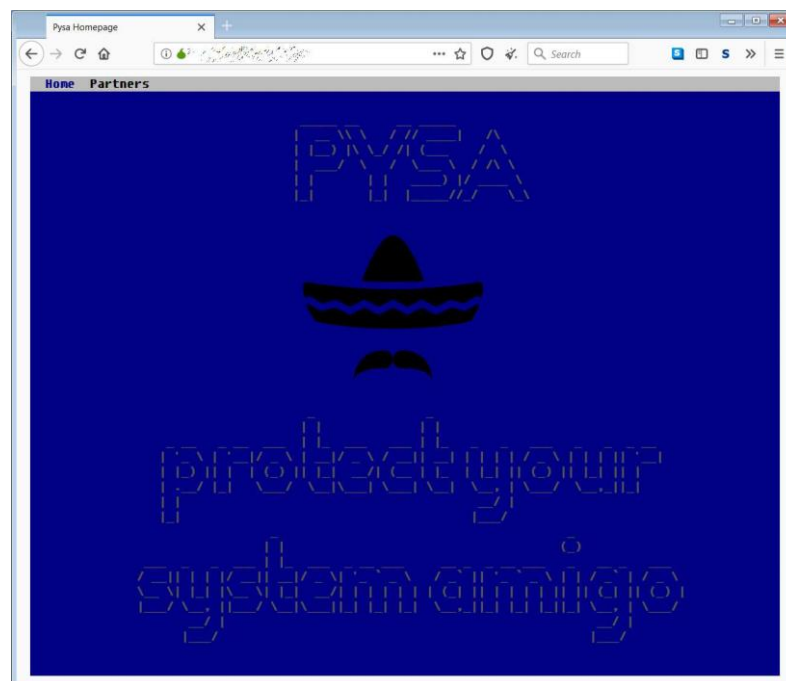 Pysa Homepage
Search
S
Home Partners
PYSA
protect your
system amigo